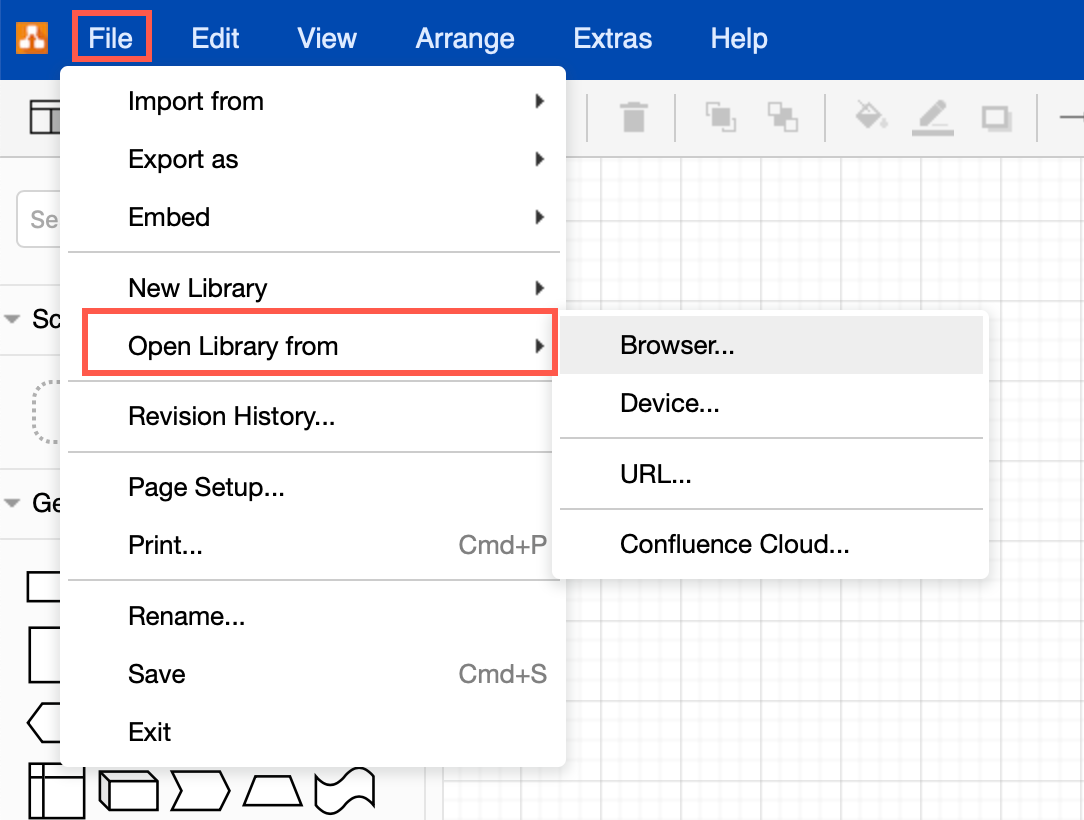 File Edit View Arrange Extras Help
Import from
Export as
Embed
Se
New Library
Sc
Open Library from
Browser...
Device...
Revision History...
URL...
Page Setup...
Ge
Print... Cmd+P
Confluence Cloud...
Rename...
Save Cmd+S
Exit